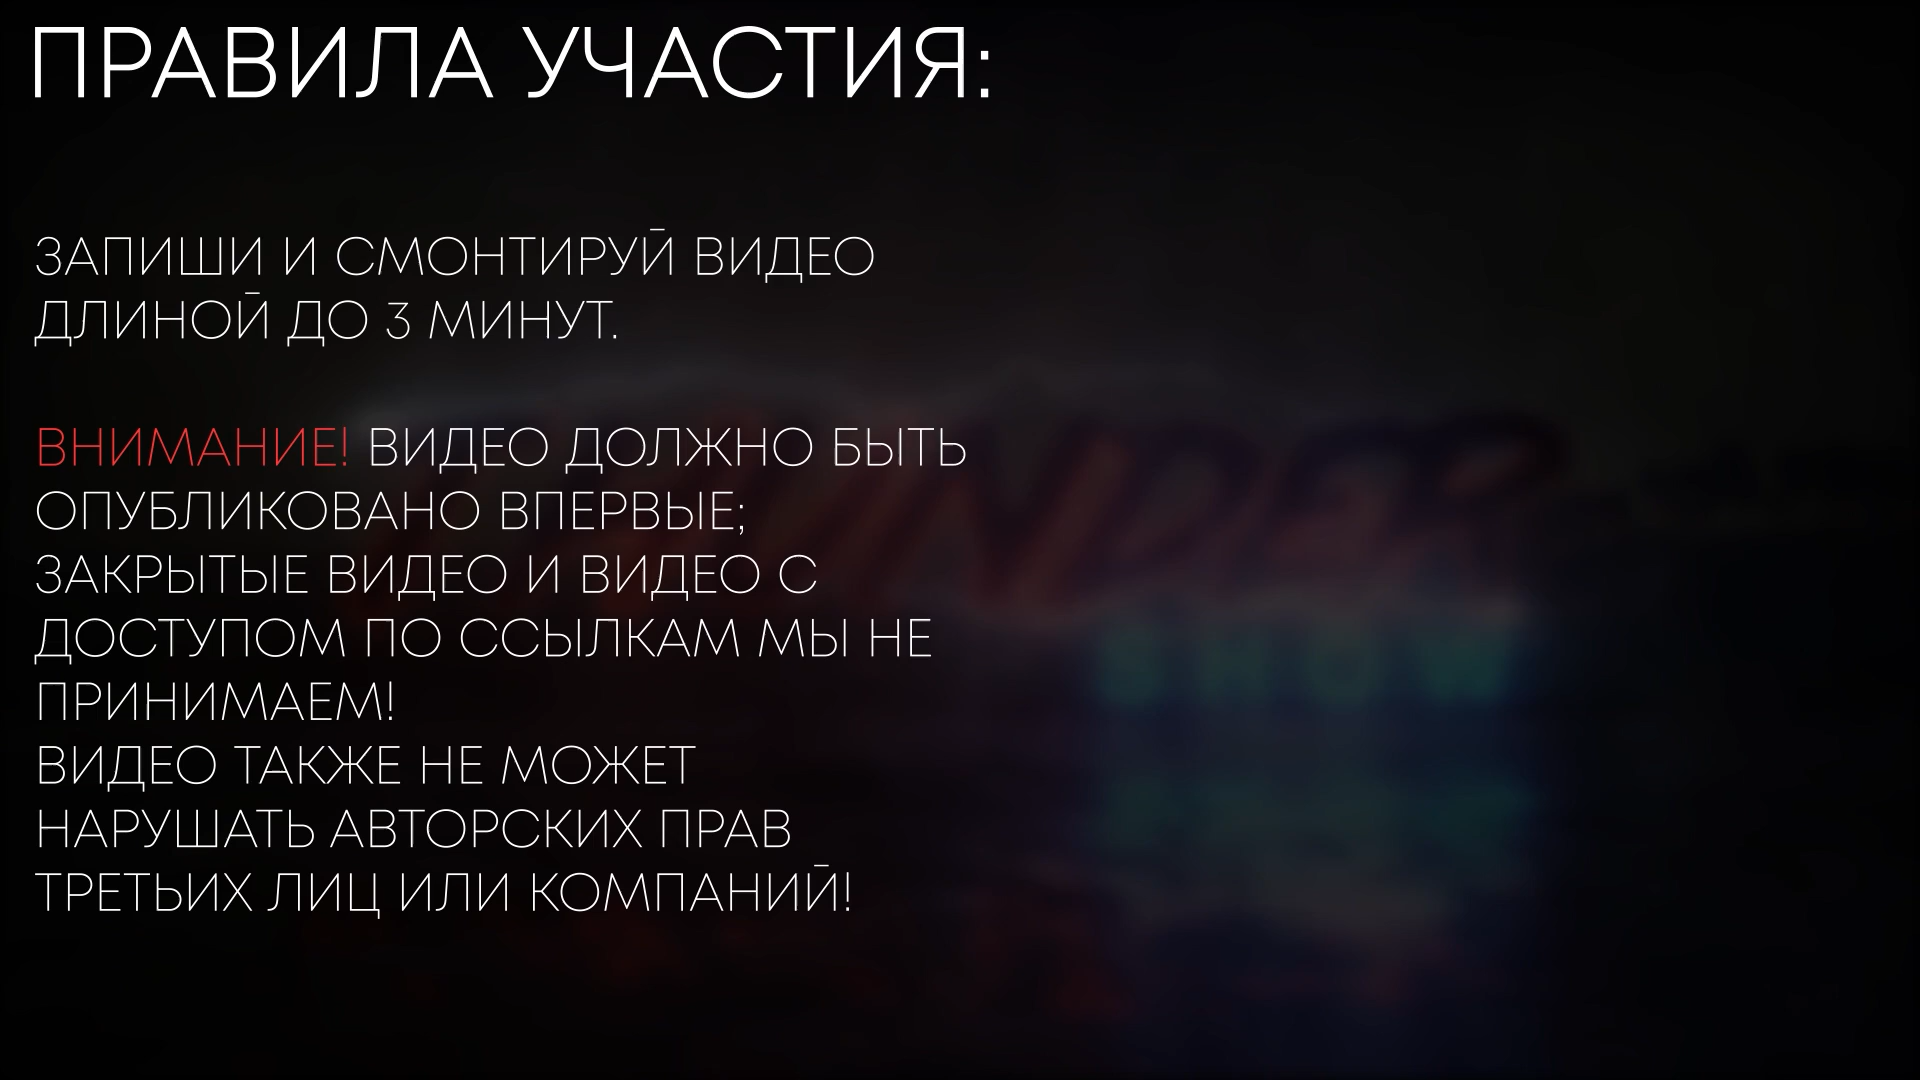 ПРАВИЛА УЧАСТИЯ:
ЗАПИШИ И СМОНТИРУЙ ВИДЕО
ДЛИНОЙ ДО 3 МИНУТ.
ВНИМАНИЕ! ВИДЕО ДОЛЖНО БЫТЬ
ОПУБЛИКОВАНО ВПЕРВЫЕ;
ЗАКРЫТЫЕ ВИДЕО И ВИДЕО С
ДОСТУПОМ ПО ССЫЛКАМ МЫ НЕ
ПРИНИМАЕМ!
ВИДЕО ТАКЖЕ НЕ МОЖЕТ
НАРУШАТЬ АВТОРСКИХ ПРАВ
ТРЕТЬИХ ЛИЦ ИЛИ КОМПАНИЙ!